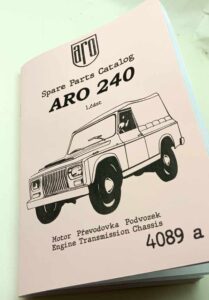 aro
Spare Parts Catalog
ARO 240
1.část
Motor Převodovka Podvozek
Engine Transmission Chassis
4089 a